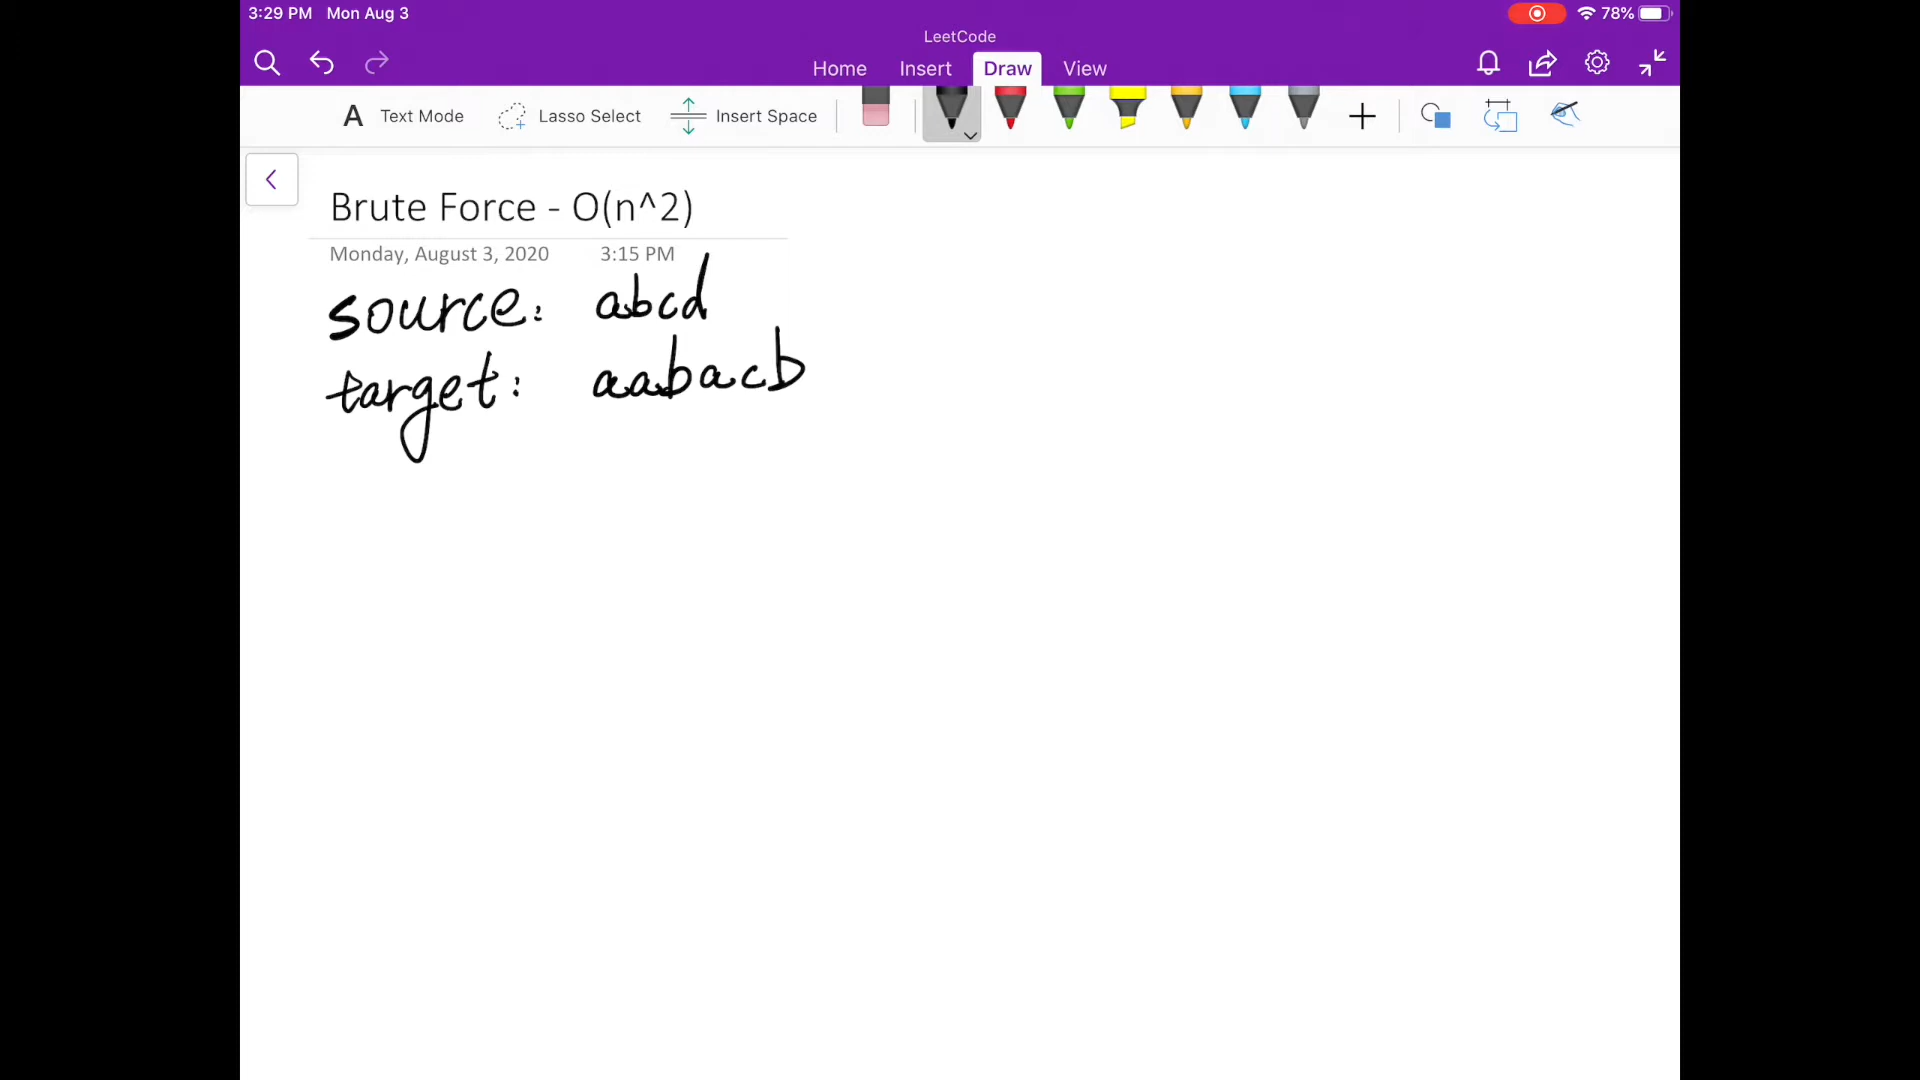 3:29 PM Mon Aug 3
78%
LeetCode
Home Insert Draw View
A Text Mode Lasso Select Insert Space
Brute Force - O(n^2)
Monday, August 3, 2020 3:15 PM
source: abcd
target: aabacb